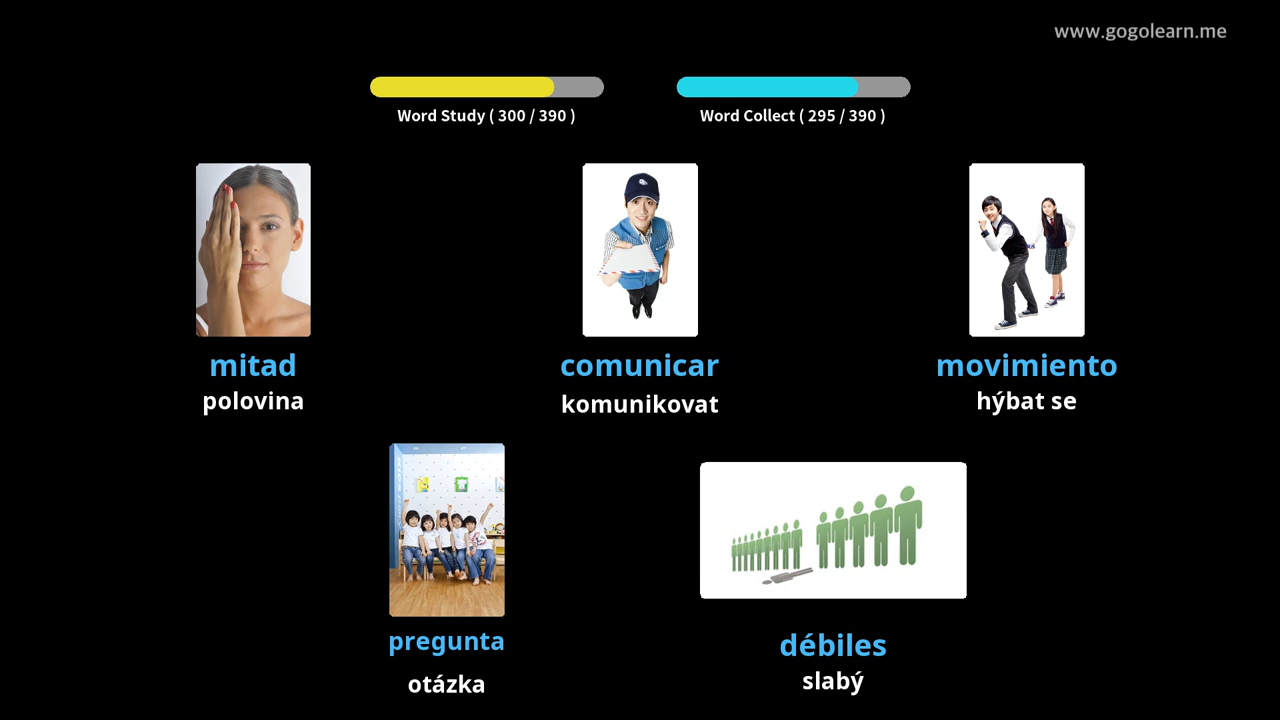 www.gogolearn.me
Word Study ( 300 / 390 )
Word Collect ( 295 / 390 )
mitad
polovina
comunicar
komunikovat
movimiento
hýbat se
pregunta
otázka
débiles
slabý